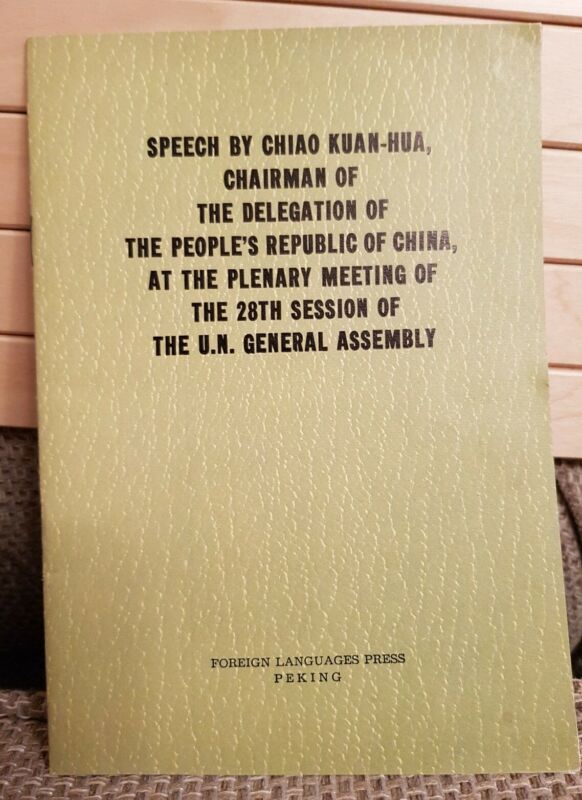 SPEECH BY CHIAO KUAN-HUA,
CHAIRMAN OF
THE DELEGATION OF
THE PEOPLE'S REPUBLIC OF CHINA,
AT THE PLENARY MEETING OF
THE 28TH SESSION OF
THE U.N. GENERAL ASSEMBLY
FOREIGN LANGUAGES PRESS
PEKING